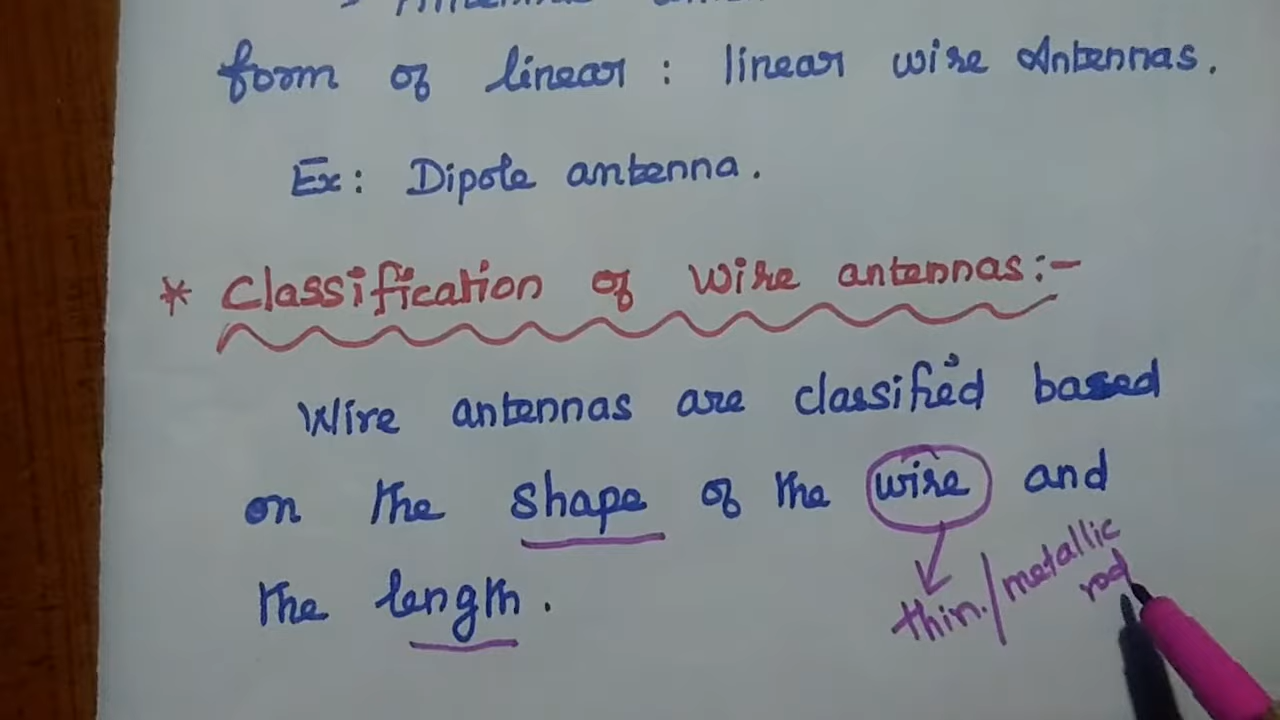 form of linear : linear wire Antennas.
Ex: Dipole antenna.
* Classification of wire antennas:-
Wire antennas are classified based
on the shape of the wire and
the length.
thin./metallic
rod